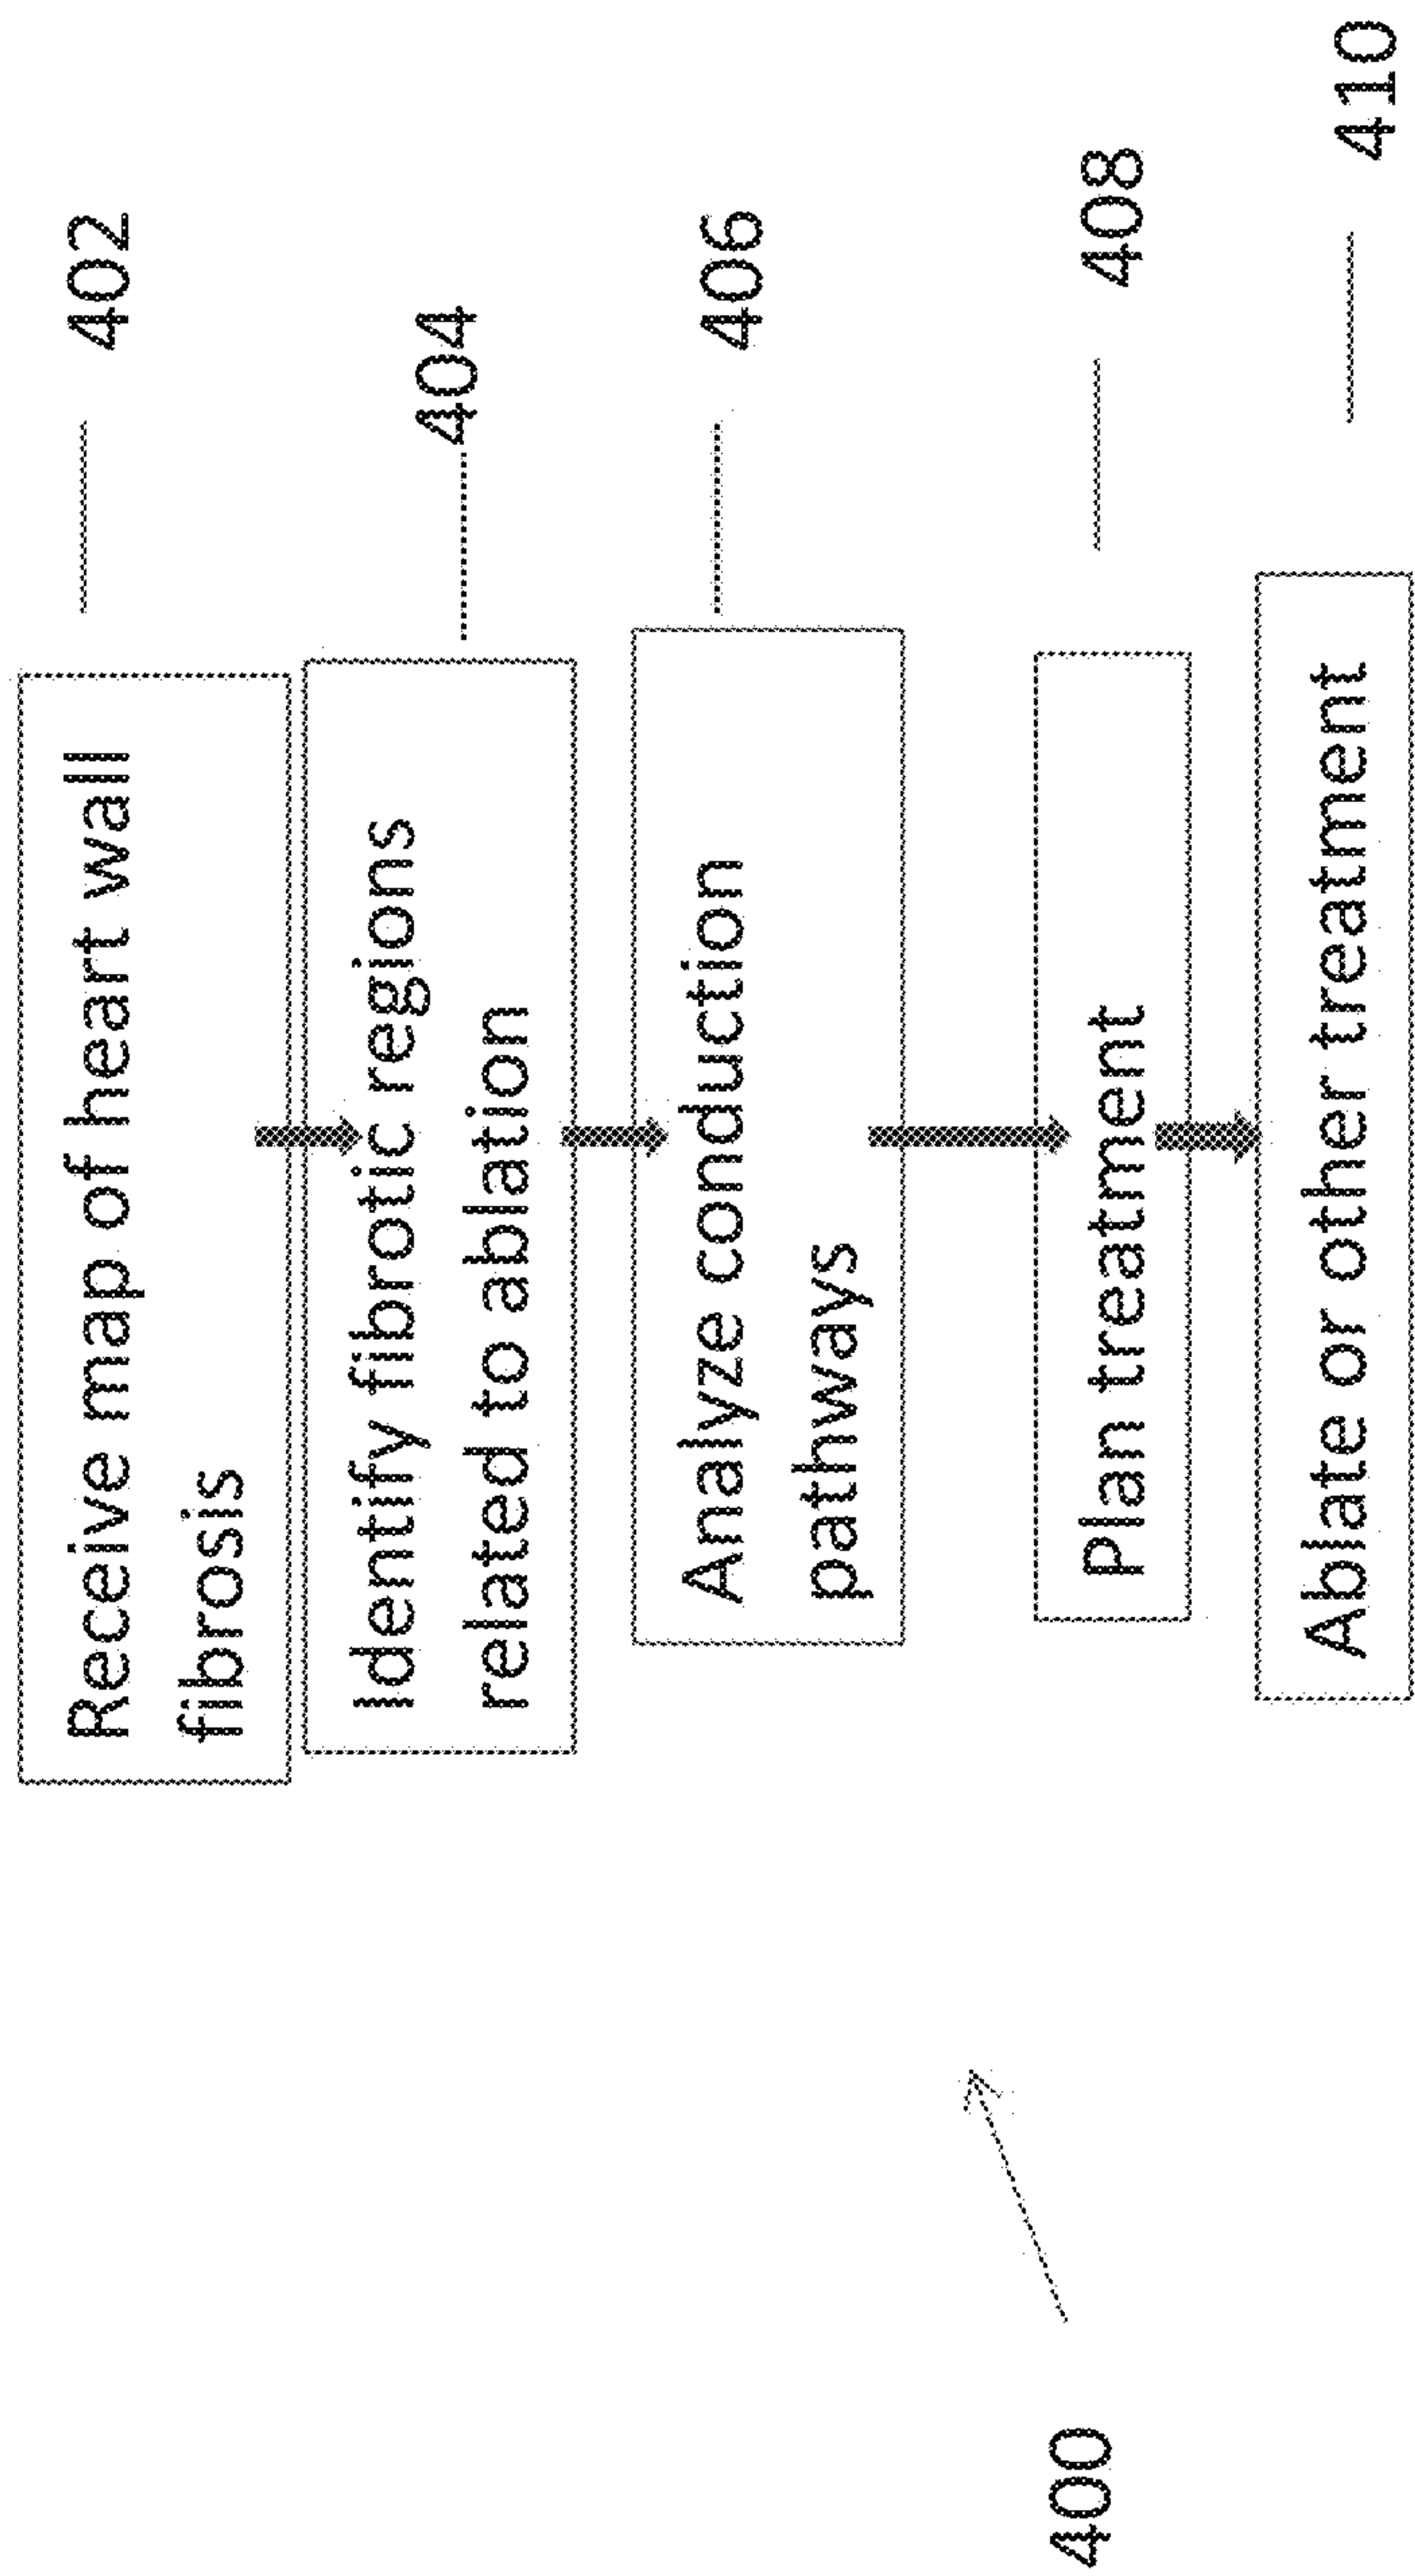 Receive map of heart wall
fibrosis
402
Identify fibrotic regions
related to ablation
404
Analyze conduction
pathways
406
Plan treatment
408
Ablate or other treatment
410
400